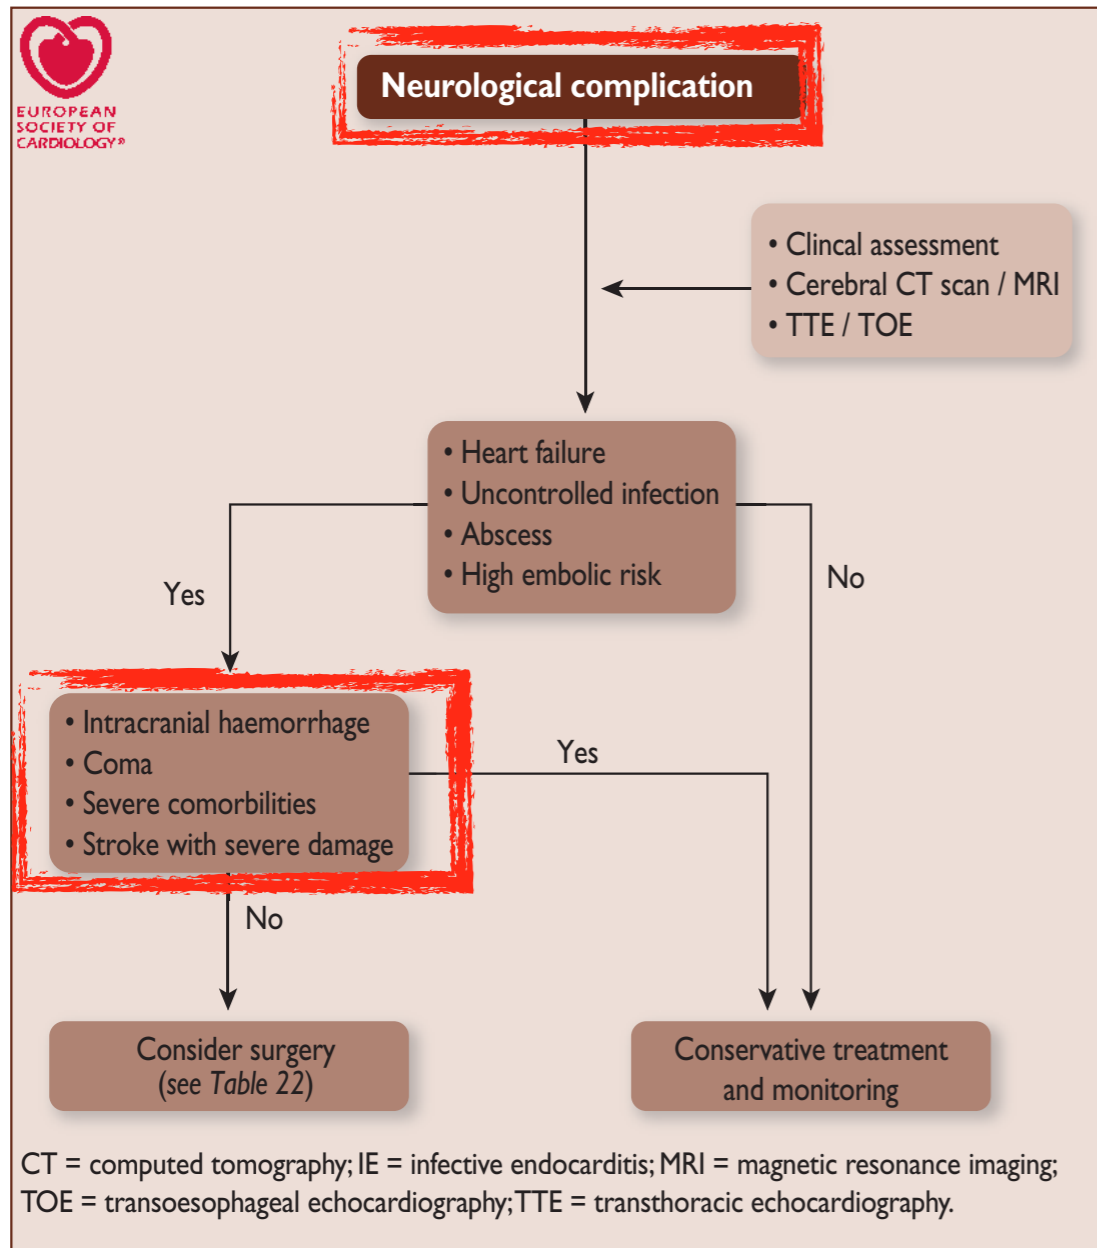 EUROPEAN
SOCIETY OF
CARDIOLOGY®
Neurological complication
• Clincal assessment
• Cerebral CT scan / MRI
• TTE / TOE
• Heart failure
• Uncontrolled infection
• Abscess
• High embolic risk
Yes
No
• Intracranial haemorrhage
• Coma
• Severe comorbilities
• Stroke with severe damage
Yes
No
Consider surgery
(see Table 22)
Conservative treatment
and monitoring
CT = computed tomography; IE = infective endocarditis; MRI = magnetic resonance imaging;
TOE = transoesophageal echocardiography; TTE = transthoracic echocardiography.